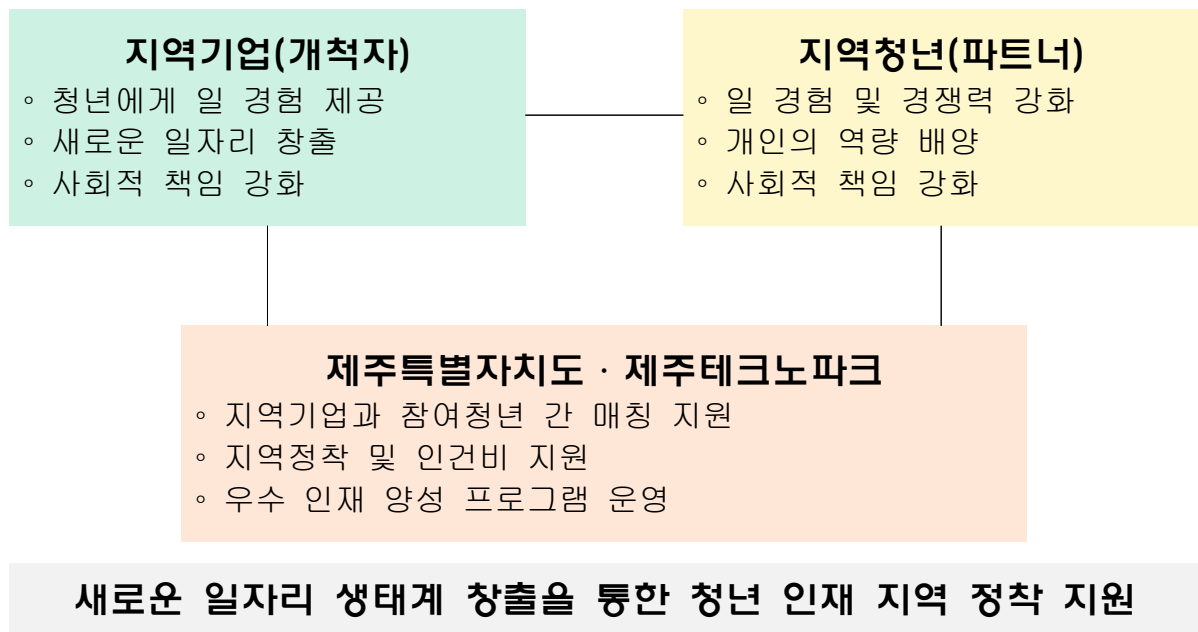 지역기업(개척자)
◦ 청년에게 일 경험 제공
◦ 새로운 일자리 창출
◦ 사회적 책임 강화
지역청년(파트너)
◦ 일 경험 및 경쟁력 강화
◦ 개인의 역량 배양
◦ 사회적 책임 강화
제주특별자치도 · 제주테크노파크
◦ 지역기업과 참여청년 간 매칭 지원
◦ 지역정착 및 인건비 지원
◦ 우수 인재 양성 프로그램 운영
새로운 일자리 생태계 창출을 통한 청년 인재 지역 정착 지원